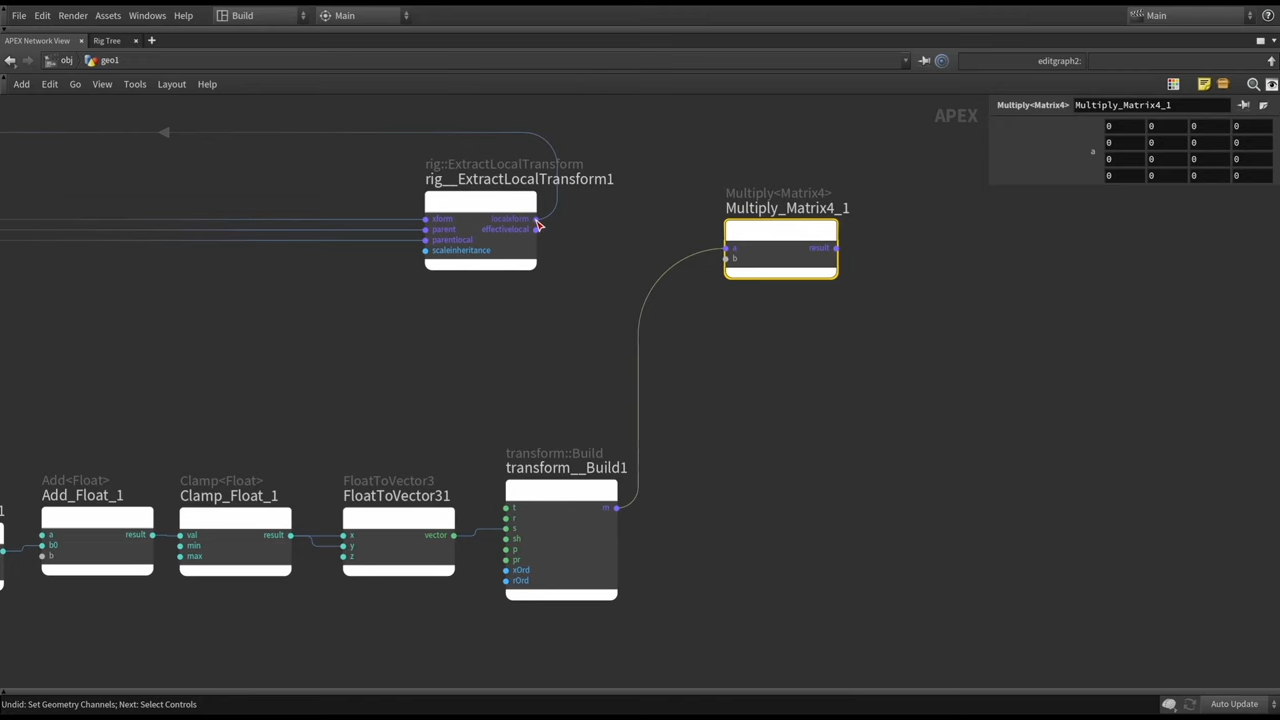 File Edit Render Assets Windows Help Build Main Main
APEX Network View Rig Tree
obj geo1 editgraph2:
Add Edit Go View Tools Layout Help
APEX
Multiply<Matrix4> Multiply_Matrix4_1
a
0 0 0 0
0 0 0 0
0 0 0 0
0 0 0 0
rig::ExtractLocalTransform
rig__ExtractLocalTransform1
xform localxform
parent effectivelocal
parentlocal
scaleinheritance
Multiply<Matrix4>
Multiply_Matrix4_1
a result
b
1
Add<Float>
Add_Float_1
a result
b0
b
Clamp<Float>
Clamp_Float_1
val result
min
max
FloatToVector3
FloatToVector31
x vector
y
z
transform::Build
transform__Build1
t m
r
s
sh
p
pr
xOrd
rOrd
Undid: Set Geometry Channels; Next: Select Controls Auto Update